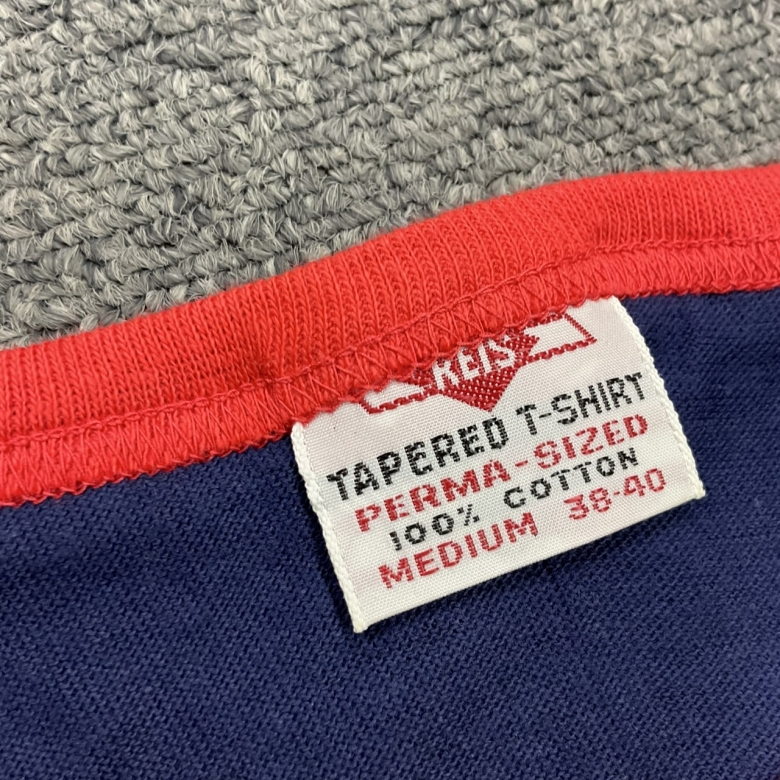 REIS
TAPERED T-SHIRT
PERMA-SIZED
100% COTTON
MEDIUM 38-40